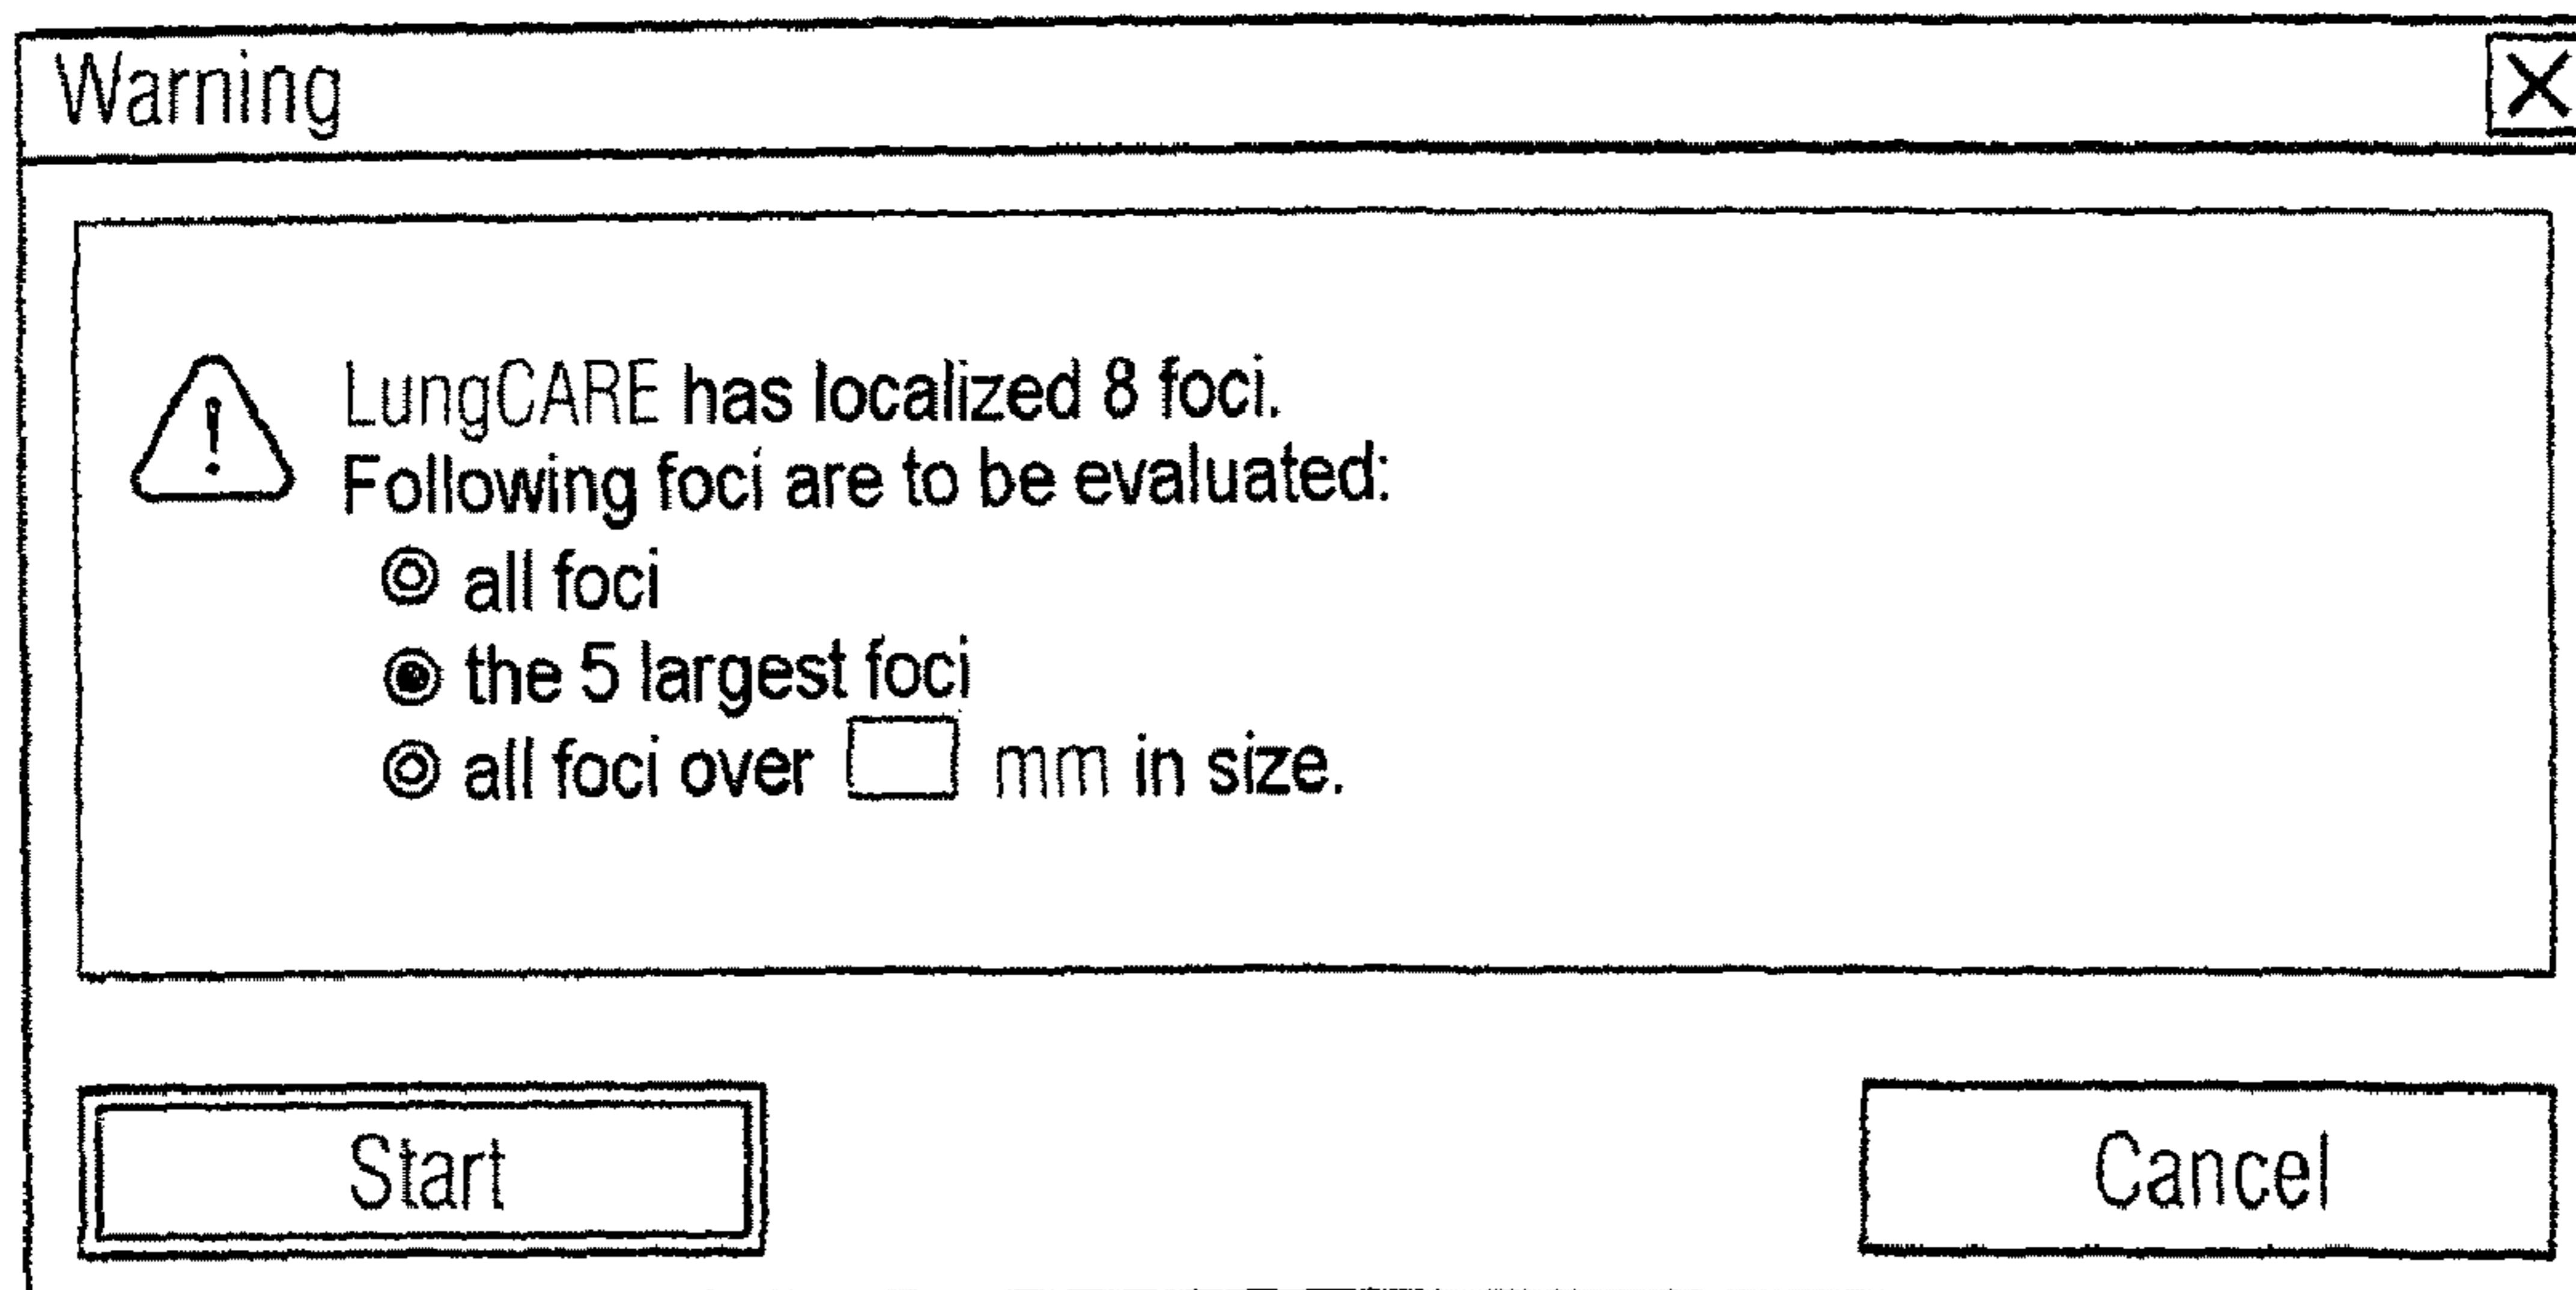 Warning
LungCARE has localized 8 foci.
Following foci are to be evaluated:
all foci
the 5 largest foci
all foci over mm in size.
Start
Cancel